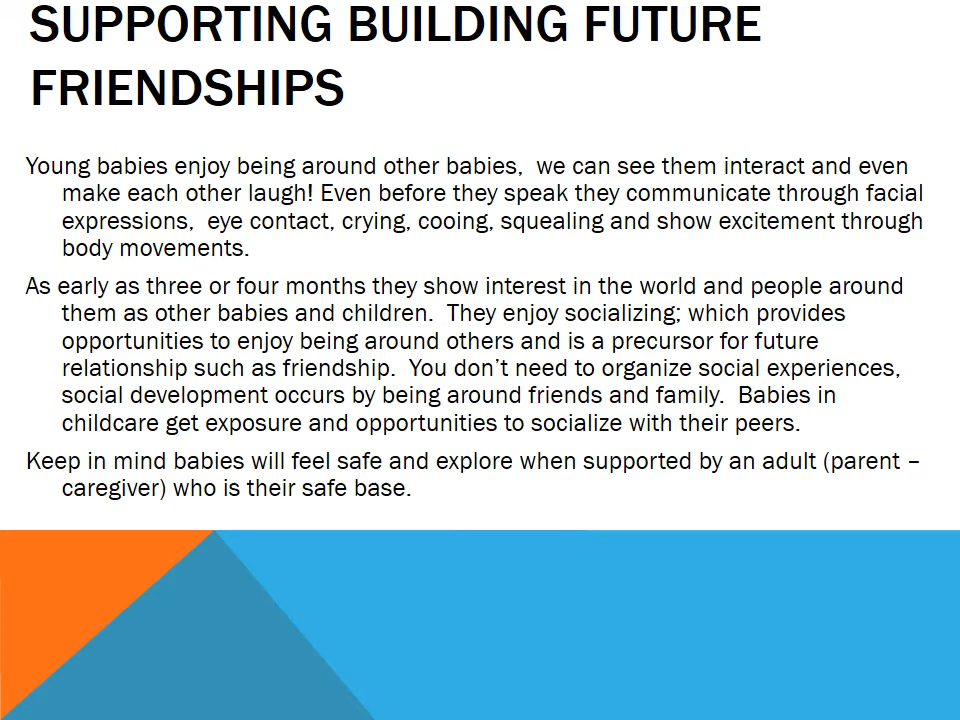 SUPPORTING BUILDING FUTURE
FRIENDSHIPS
Young babies enjoy being around other babies,  we can see them interact and even
make each other laugh! Even before they speak they communicate through facial
expressions,  eye contact, crying, cooing, squealing and show excitement through
body movements.
As early as three or four months they show interest in the world and people around
them as other babies and children.  They enjoy socializing; which provides
opportunities to enjoy being around others and is a precursor for future
relationship such as friendship.  You don’t need to organize social experiences,
social development occurs by being around friends and family.  Babies in
childcare get exposure and opportunities to socialize with their peers.
Keep in mind babies will feel safe and explore when supported by an adult (parent –
caregiver) who is their safe base.